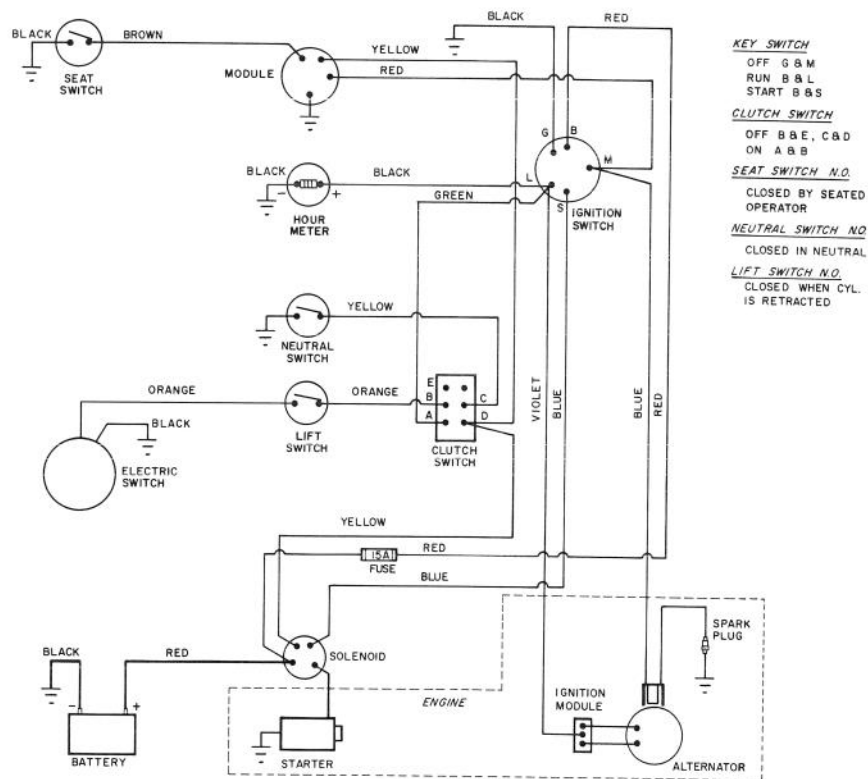 BLACK
RED
BLACK
BROWN
YELLOW
RED
SEAT
SWITCH
MODULE
KEY SWITCH
OFF G & M
RUN B & L
START B & S
CLUTCH SWITCH
OFF B & E, C & D
ON A & B
SEAT SWITCH N.O.
CLOSED BY SEATED
OPERATOR
NEUTRAL SWITCH N.O.
CLOSED IN NEUTRAL
LIFT SWITCH N.O.
CLOSED WHEN CYL.
IS RETRACTED
G
B
M
L
S
IGNITION
SWITCH
BLACK
- +
BLACK
HOUR
METER
GREEN
YELLOW
NEUTRAL
SWITCH
ORANGE
ORANGE
LIFT
SWITCH
E
B
A
C
D
CLUTCH
SWITCH
BLACK
ELECTRIC
SWITCH
VIOLET
BLUE
BLUE
RED
YELLOW
15A
FUSE
RED
BLUE
SOLENOID
BLACK
RED
- +
BATTERY
ENGINE
STARTER
IGNITION
MODULE
SPARK
PLUG
ALTERNATOR